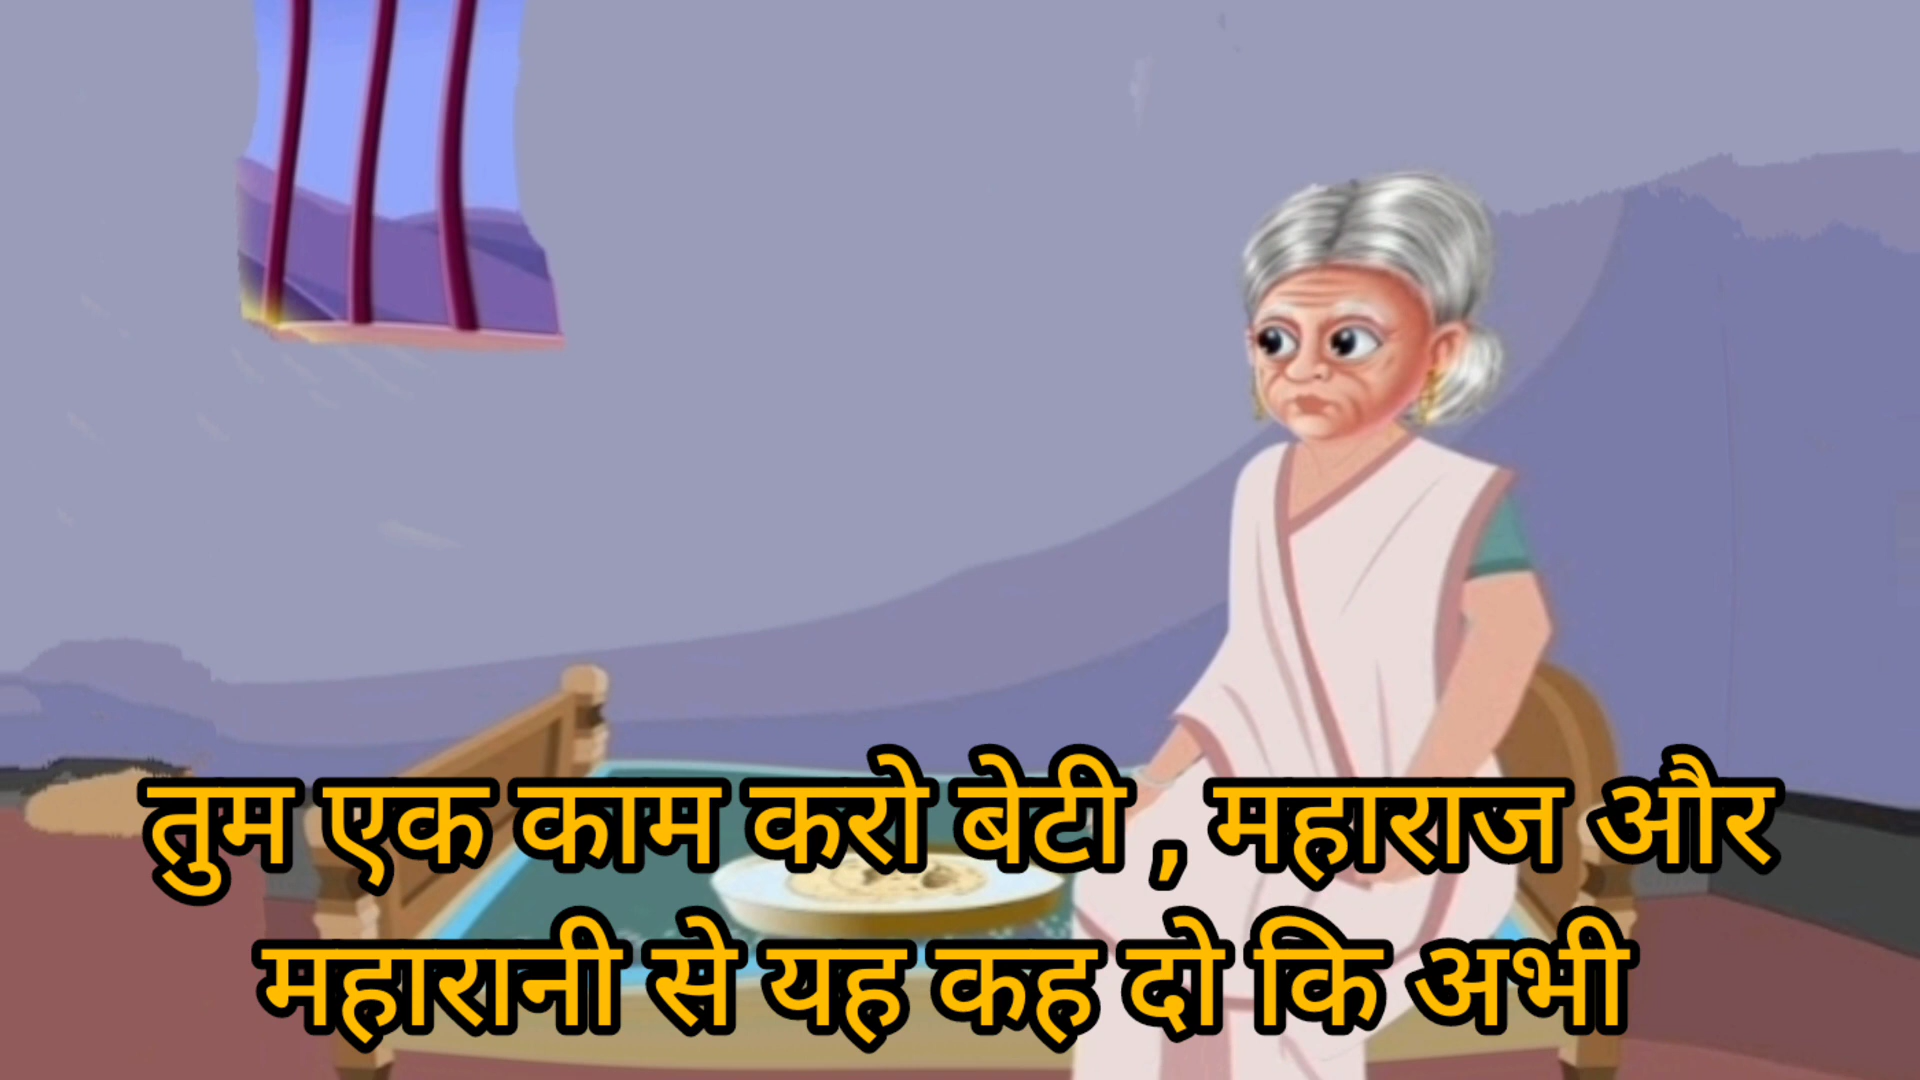 तुम एक काम करो बेटी , महाराज और
महारानी से यह कह दो कि अभी